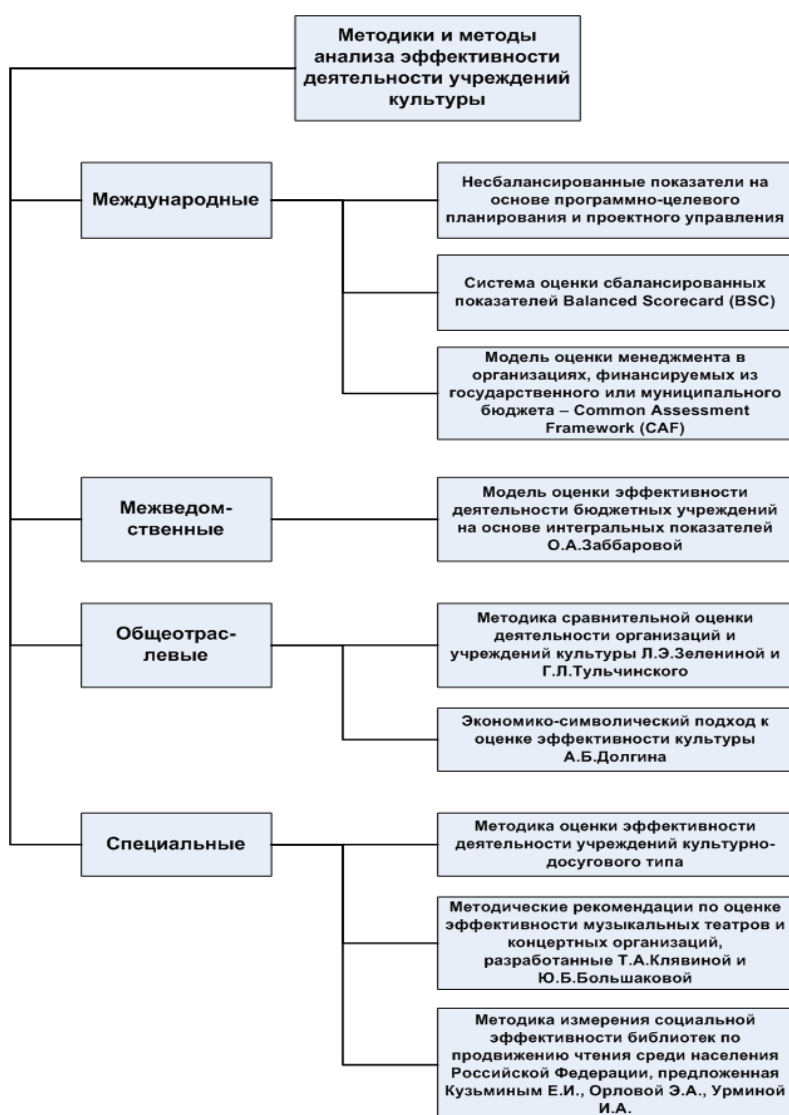 Методики и методы
анализа эффективности
деятельности учреждений
культуры
Международные
Несбалансированные показатели на
основе программно-целевого
планирования и проектного управления
Система оценки сбалансированных
показателей Balanced Scorecard (BSC)
Модель оценки менеджмента в
организациях, финансируемых из
государственного или муниципального
бюджета – Common Assessment
Framework (CAF)
Межведом-
ственные
Модель оценки эффективности
деятельности бюджетных учреждений
на основе интегральных показателей
О.А.Заббаровой
Общеотрас-
левые
Методика сравнительной оценки
деятельности организаций и
учреждений культуры Л.Э.Зелениной и
Г.Л.Тульчинского
Экономико-символический подход к
оценке эффективности культуры
А.Б.Долгина
Специальные
Методика оценки эффективности
деятельности учреждений культурно-
досугового типа
Методические рекомендации по оценке
эффективности музыкальных театров и
концертных организаций,
разработанные Т.А.Клявиной и
Ю.Б.Большаковой
Методика измерения социальной
эффективности библиотек по
продвижению чтения среди населения
Российской Федерации, предложенная
Кузьминым Е.И., Орловой Э.А., Урминой
И.А.